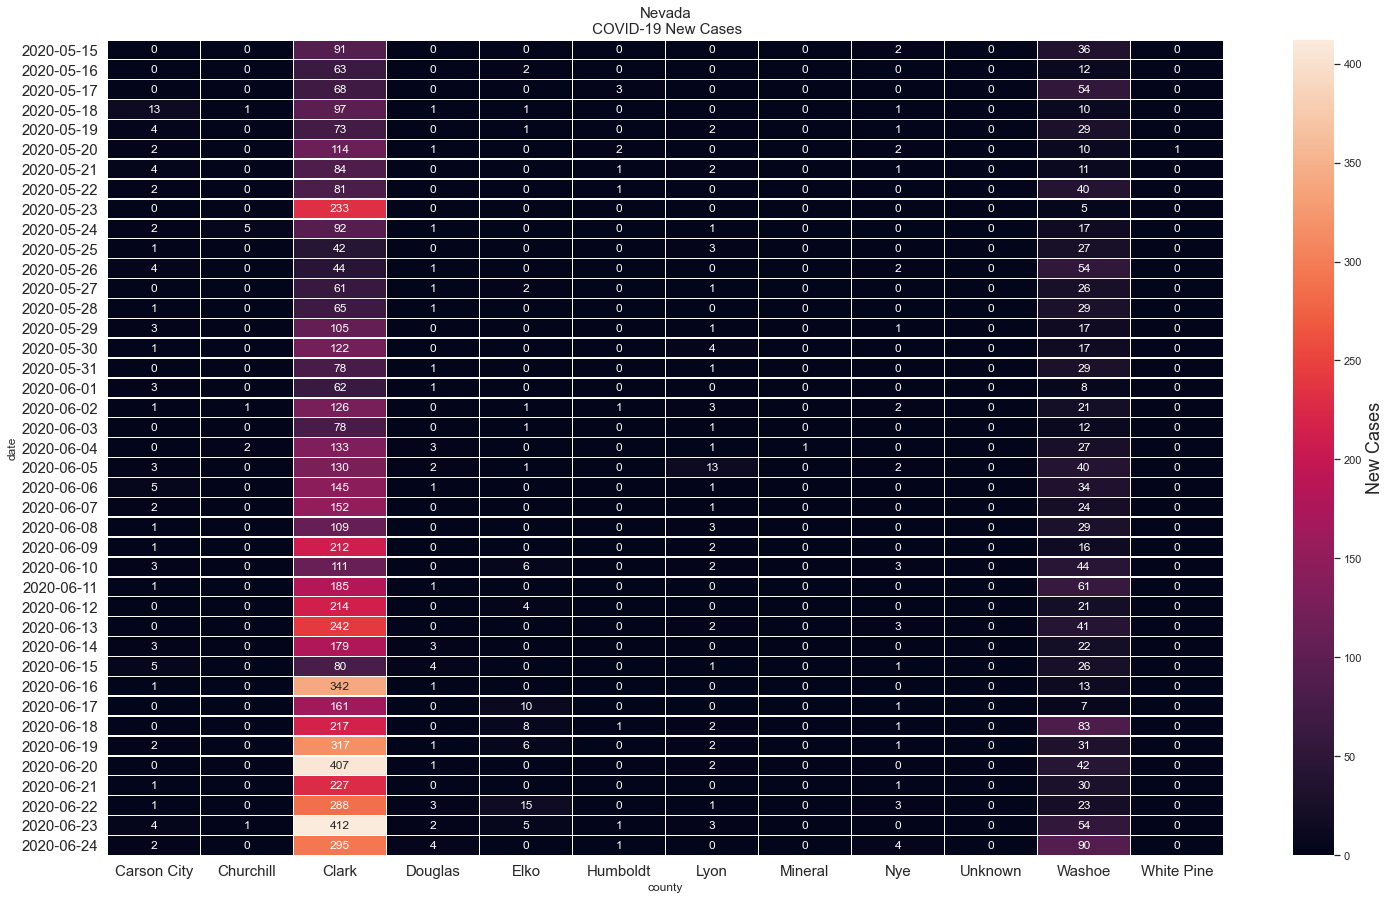 Nevada
COVID-19 New Cases
2020-05-15 0 0 91 0 0 0 0 0 2 0 36 0
2020-05-16 0 0 63 0 2 0 0 0 0 0 12 0
2020-05-17 0 0 68 0 0 3 0 0 0 0 54 0
2020-05-18 13 1 97 1 1 0 0 0 1 0 10 0
2020-05-19 4 0 73 0 1 0 2 0 1 0 29 0
2020-05-20 2 0 114 1 0 2 0 0 2 0 10 1
2020-05-21 4 0 84 0 0 1 2 0 1 0 11 0
2020-05-22 2 0 81 0 0 1 0 0 0 0 40 0
2020-05-23 0 0 233 0 0 0 0 0 0 0 5 0
2020-05-24 2 5 92 1 0 0 1 0 0 0 17 0
2020-05-25 1 0 42 0 0 0 3 0 0 0 27 0
2020-05-26 4 0 44 1 0 0 0 0 2 0 54 0
2020-05-27 0 0 61 1 2 0 1 0 0 0 26 0
2020-05-28 1 0 65 1 0 0 0 0 0 0 29 0
2020-05-29 3 0 105 0 0 0 1 0 1 0 17 0
2020-05-30 1 0 122 0 0 0 4 0 0 0 17 0
2020-05-31 0 0 78 1 0 0 1 0 0 0 29 0
2020-06-01 3 0 62 1 0 0 0 0 0 0 8 0
2020-06-02 1 1 126 0 1 1 3 0 2 0 21 0
2020-06-03 0 0 78 0 1 0 1 0 0 0 12 0
2020-06-04 0 2 133 3 0 0 1 1 0 0 27 0
2020-06-05 3 0 130 2 1 0 13 0 2 0 40 0
2020-06-06 5 0 145 1 0 0 1 0 0 0 34 0
2020-06-07 2 0 152 0 0 0 1 0 0 0 24 0
2020-06-08 1 0 109 0 0 0 3 0 0 0 29 0
2020-06-09 1 0 212 0 0 0 2 0 0 0 16 0
2020-06-10 3 0 111 0 6 0 2 0 3 0 44 0
2020-06-11 1 0 185 1 0 0 0 0 0 0 61 0
2020-06-12 0 0 214 0 4 0 0 0 0 0 21 0
2020-06-13 0 0 242 0 0 0 2 0 3 0 41 0
2020-06-14 3 0 179 3 0 0 0 0 0 0 22 0
2020-06-15 5 0 80 4 0 0 1 0 1 0 26 0
2020-06-16 1 0 342 1 0 0 0 0 0 0 13 0
2020-06-17 0 0 161 0 10 0 0 0 1 0 7 0
2020-06-18 0 0 217 0 8 1 2 0 1 0 83 0
2020-06-19 2 0 317 1 6 0 2 0 1 0 31 0
2020-06-20 0 0 407 1 0 0 2 0 0 0 42 0
2020-06-21 1 0 227 0 0 0 0 0 1 0 30 0
2020-06-22 1 0 288 3 15 0 1 0 3 0 23 0
2020-06-23 4 1 412 2 5 1 3 0 0 0 54 0
2020-06-24 2 0 295 4 0 1 0 0 4 0 90 0
Carson City Churchill Clark Douglas Elko Humboldt Lyon Mineral Nye Unknown Washoe White Pine
county
date
400
350
300
250
200
150
100
50
0
New Cases